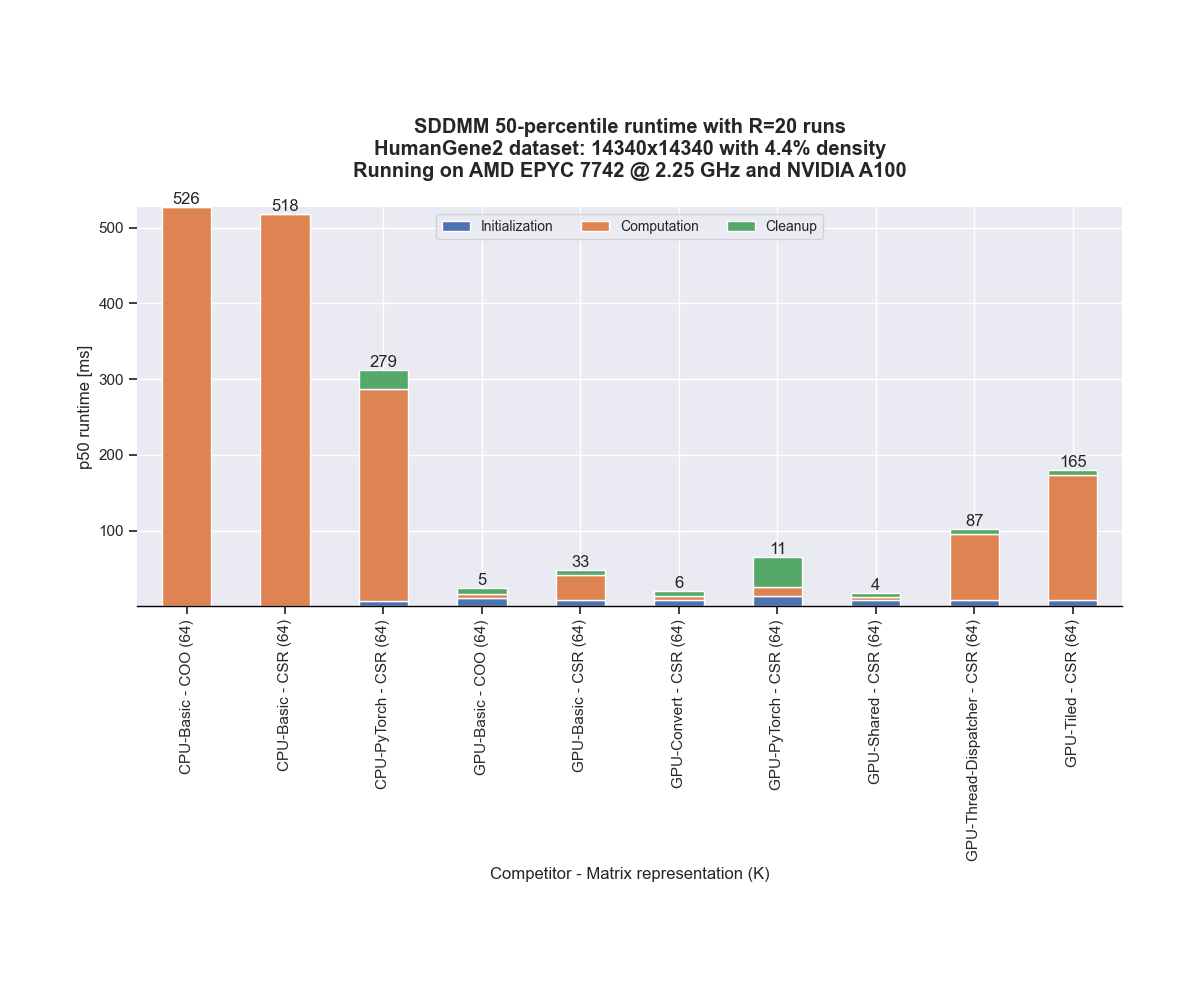 SDDMM 50-percentile runtime with R=20 runs
HumanGene2 dataset: 14340x14340 with 4.4% density
Running on AMD EPYC 7742 @ 2.25 GHz and NVIDIA A100
Initialization
Computation
Cleanup
526
518
279
5
33
6
11
4
87
165
p50 runtime [ms]
500
400
300
200
100
CPU-Basic - COO (64)
CPU-Basic - CSR (64)
CPU-PyTorch - CSR (64)
GPU-Basic - COO (64)
GPU-Basic - CSR (64)
GPU-Convert - CSR (64)
GPU-PyTorch - CSR (64)
GPU-Shared - CSR (64)
GPU-Thread-Dispatcher - CSR (64)
GPU-Tiled - CSR (64)
Competitor - Matrix representation (K)